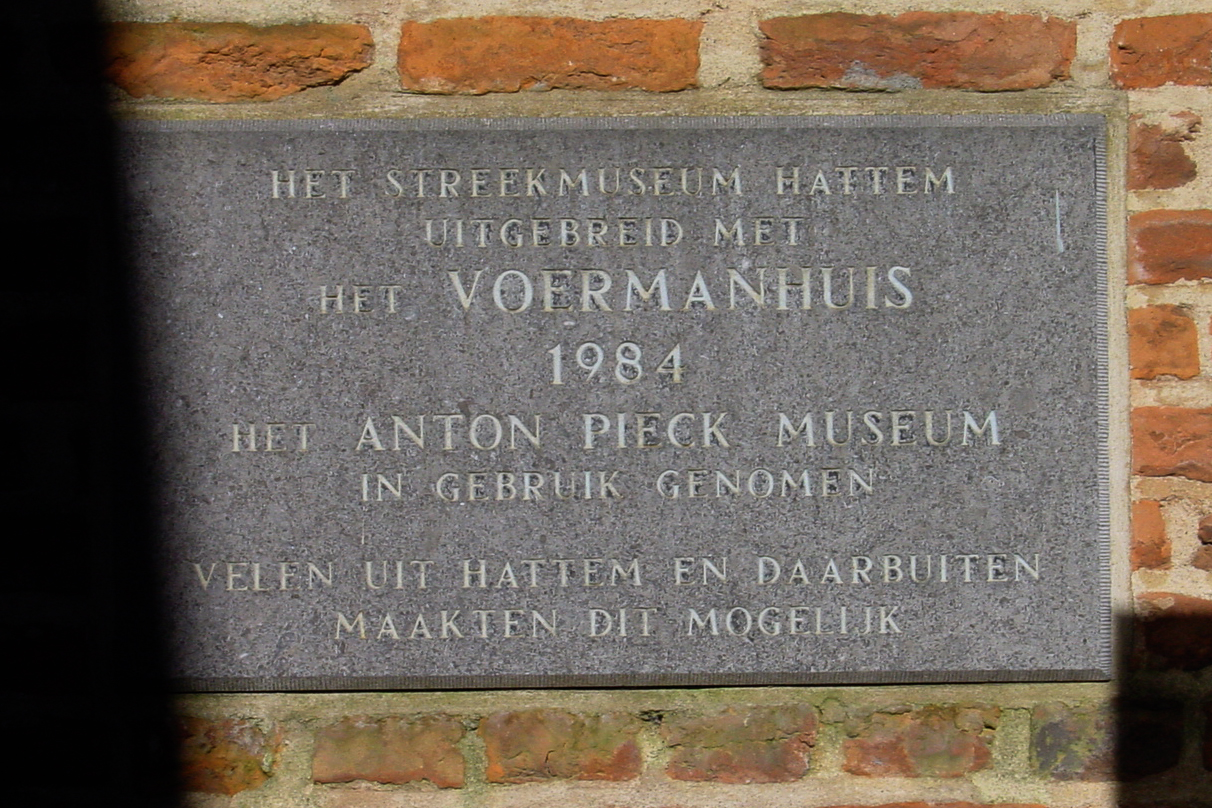 HET STREEKMUSEUM HATTEM
UITGEBREID MET
HET VOERMANHUIS
1984
HET ANTON PIECK MUSEUM
IN GEBRUIK GENOMEN
VELEN UIT HATTEM EN DAARBUITEN
MAAKTEN DIT MOGELIJK